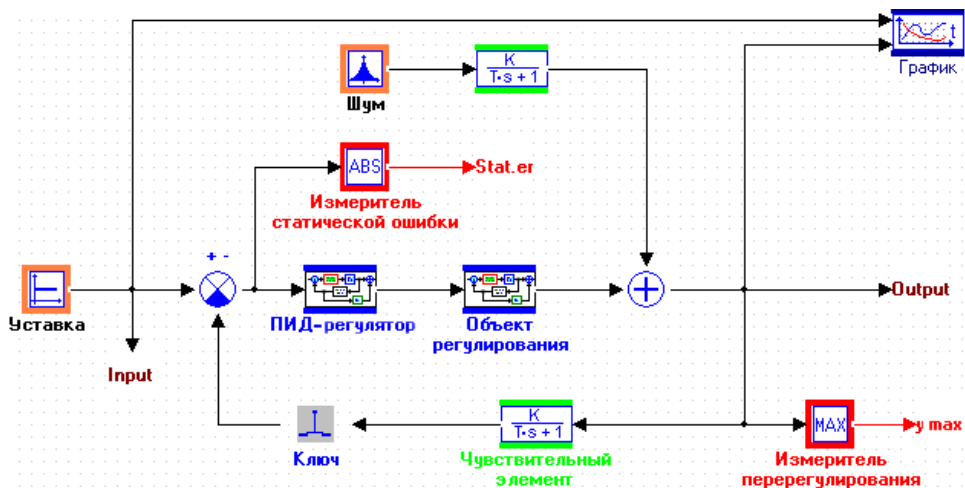 t
График
K
T·s+1
Шум
ABS
Stat.er
Измеритель
статической ошибки
+ -
Уставка
ПИД-регулятор
Объект
регулирования
Output
Input
Ключ
K
T·s+1
Чувствительный
элемент
MAX
y max
Измеритель
перерегулирования